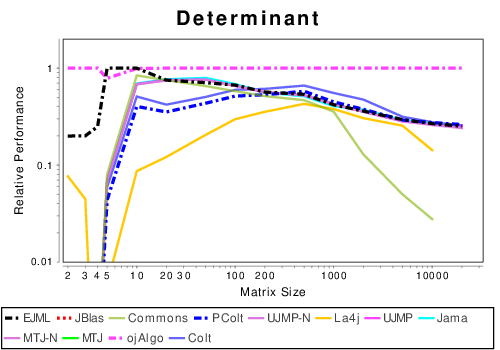 Determinant
Relative Performance
1
0.1
0.01
2 3 4 5 10 20 30 100 200 1000 10000
Matrix Size
EJML JBlas Commons PColt UJMP-N La4j UJMP Jama
MTJ-N MTJ ojAlgo Colt